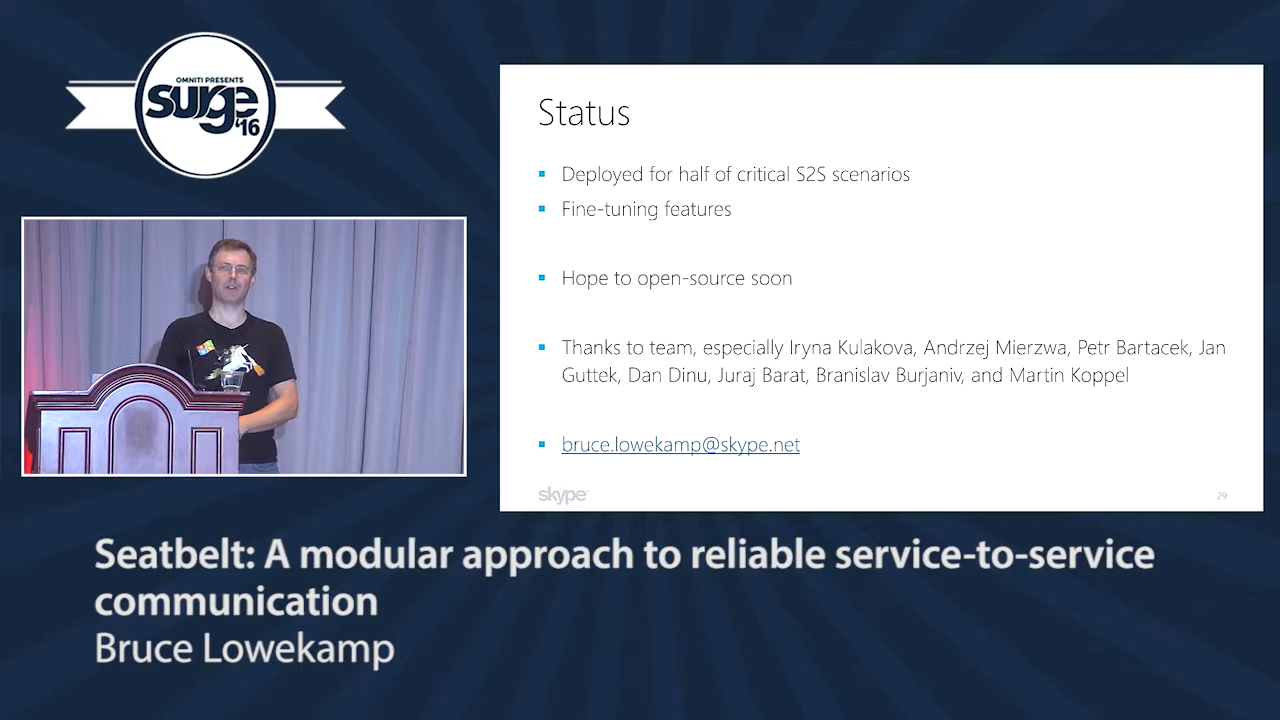 OMNITI PRESENTS
surge
'16
Status
Deployed for half of critical S2S scenarios
Fine-tuning features
Hope to open-source soon
Thanks to team, especially Iryna Kulakova, Andrzej Mierzwa, Petr Bartacek, Jan
Guttek, Dan Dinu, Juraj Barat, Branislav Burjaniv, and Martin Koppel
bruce.lowekamp@skype.net
skype
29
Seatbelt: A modular approach to reliable service-to-service
communication
Bruce Lowekamp